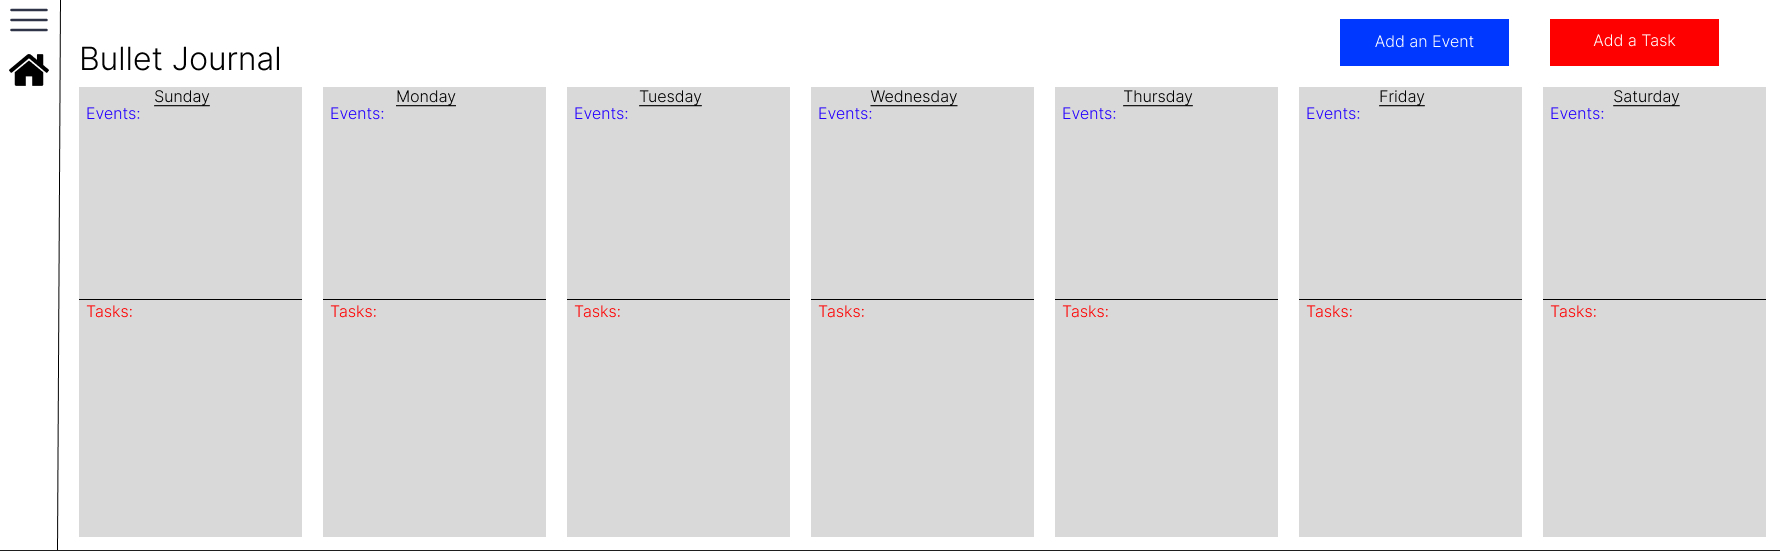 Add an Event
Add a Task
Bullet Journal
Sunday
Events:
Tasks:
Monday
Events:
Tasks:
Tuesday
Events:
Tasks:
Wednesday
Events:
Tasks:
Thursday
Events:
Tasks:
Friday
Events:
Tasks:
Saturday
Events:
Tasks: